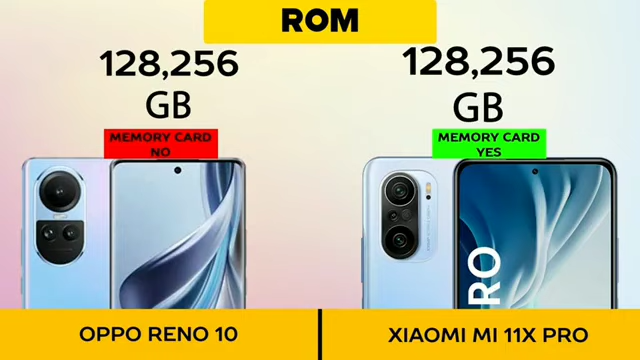 ROM
128,256
GB
MEMORY CARD
NO
128,256
GB
MEMORY CARD
YES
RO
OPPO RENO 10
XIAOMI MI 11X PRO